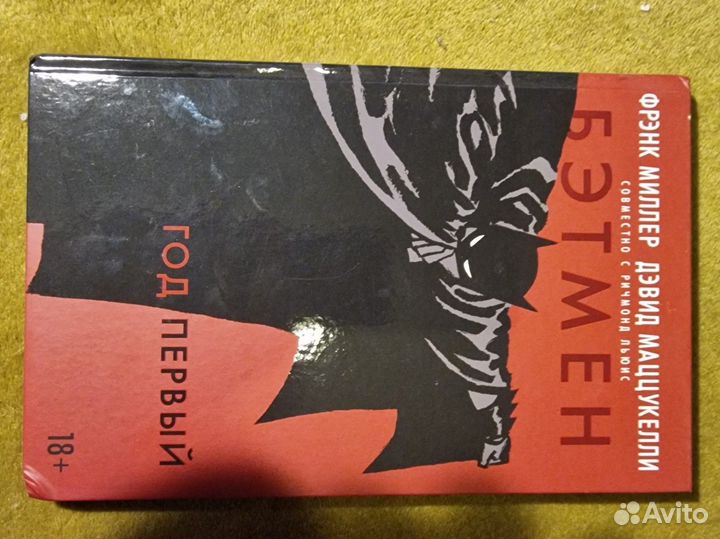 ФРЭНК МИЛЛЕР ДЭВИД МАЦЦУКЕЛЛИ
СОВМЕСТНО С РИЧМОНД ЛЬЮИС
БЭТМЕН
ГОД ПЕРВЫЙ
18+
Avito